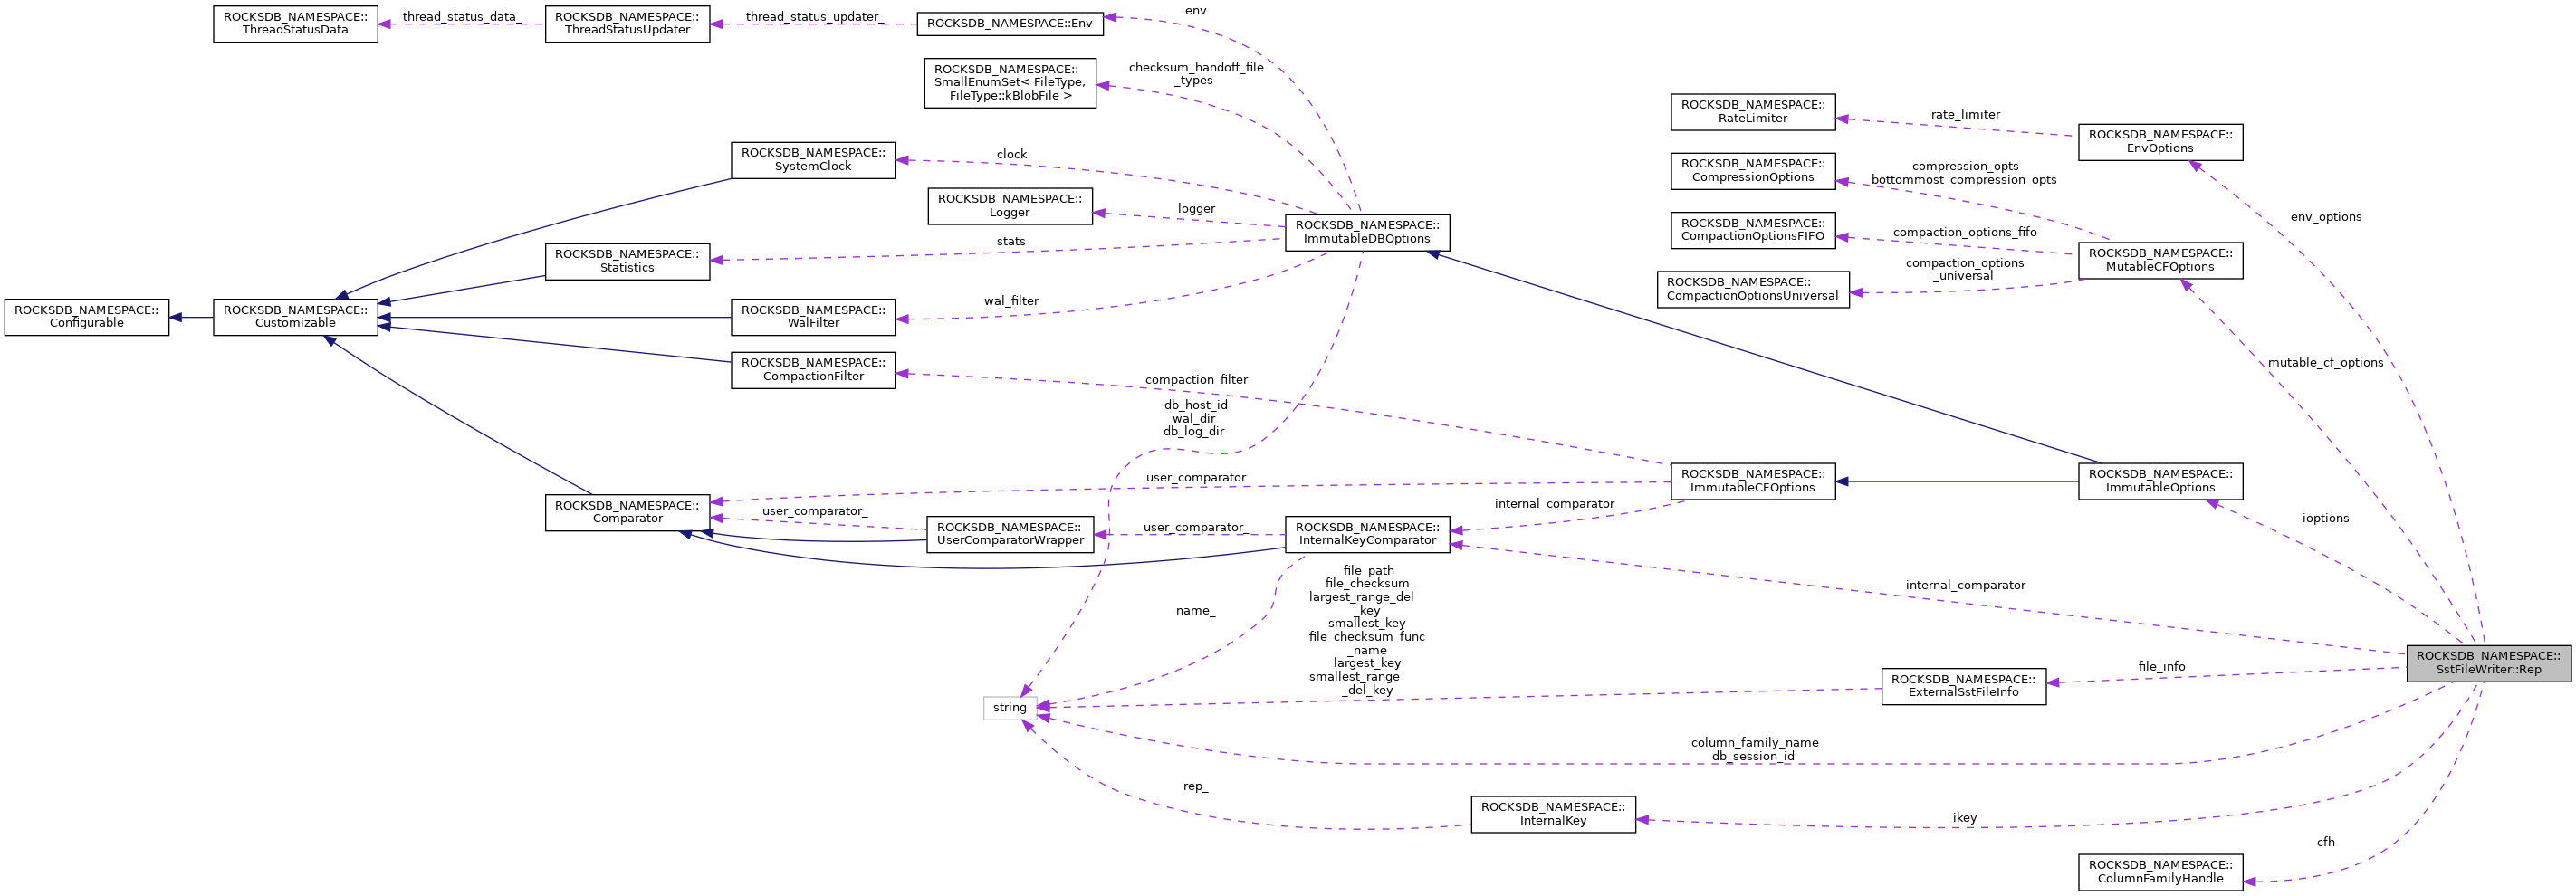 ROCKSDB_NAMESPACE::
ThreadStatusData
thread_status_data_
ROCKSDB_NAMESPACE::
ThreadStatusUpdater
thread_status_updater_
ROCKSDB_NAMESPACE::Env
env
ROCKSDB_NAMESPACE::
SmallEnumSet< FileType,
FileType::kBlobFile >
checksum_handoff_file
_types
ROCKSDB_NAMESPACE::
SystemClock
clock
ROCKSDB_NAMESPACE::
Logger
logger
ROCKSDB_NAMESPACE::
Statistics
stats
ROCKSDB_NAMESPACE::
ImmutableDBOptions
ROCKSDB_NAMESPACE::
Configurable
ROCKSDB_NAMESPACE::
Customizable
ROCKSDB_NAMESPACE::
WalFilter
wal_filter
ROCKSDB_NAMESPACE::
CompactionFilter
compaction_filter
db_host_id
wal_dir
db_log_dir
ROCKSDB_NAMESPACE::
RateLimiter
rate_limiter
ROCKSDB_NAMESPACE::
EnvOptions
ROCKSDB_NAMESPACE::
CompressionOptions
compression_opts
bottommost_compression_opts
env_options
ROCKSDB_NAMESPACE::
CompactionOptionsFIFO
compaction_options_fifo
ROCKSDB_NAMESPACE::
MutableCFOptions
ROCKSDB_NAMESPACE::
CompactionOptionsUniversal
compaction_options
_universal
mutable_cf_options
ROCKSDB_NAMESPACE::
Comparator
user_comparator
user_comparator_
ROCKSDB_NAMESPACE::
UserComparatorWrapper
user_comparator_
ROCKSDB_NAMESPACE::
InternalKeyComparator
internal_comparator
ROCKSDB_NAMESPACE::
ImmutableCFOptions
ROCKSDB_NAMESPACE::
ImmutableOptions
ioptions
internal_comparator
name_
file_path
file_checksum
largest_range_del
_key
smallest_key
file_checksum_func
_name
largest_key
smallest_range
_del_key
string
ROCKSDB_NAMESPACE::
ExternalSstFileInfo
file_info
ROCKSDB_NAMESPACE::
SstFileWriter::Rep
column_family_name
db_session_id
rep_
ROCKSDB_NAMESPACE::
InternalKey
ikey
cfh
ROCKSDB_NAMESPACE::
ColumnFamilyHandle